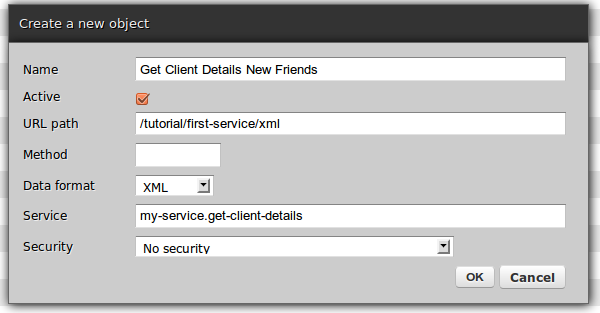 Create a new object
Name Get Client Details New Friends
Active
URL path /tutorial/first-service/xml
Method
Data format XML
Service my-service.get-client-details
Security No security
OK Cancel